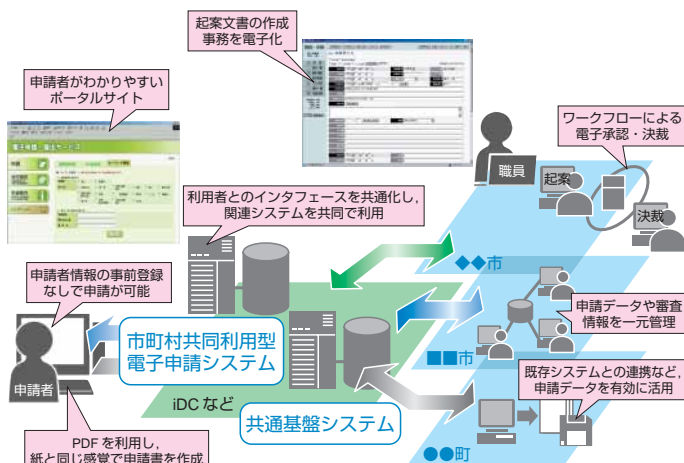 起案文書の作成
事務を電子化
申請者がわかりやすい
ポータルサイト
ワークフローによる
電子承認・決裁
職員
起案
決裁
利用者とのインタフェースを共通化し,
関連システムを共同で利用
◆◆市
申請者情報の事前登録
なしで申請が可能
申請データや審査
情報を一元管理
市町村共同利用型
電子申請システム
■■市
既存システムとの連携など,
申請データを有効に活用
申請者
iDCなど
共通基盤システム
PDFを利用し,
紙と同じ感覚で申請書を作成
●●町